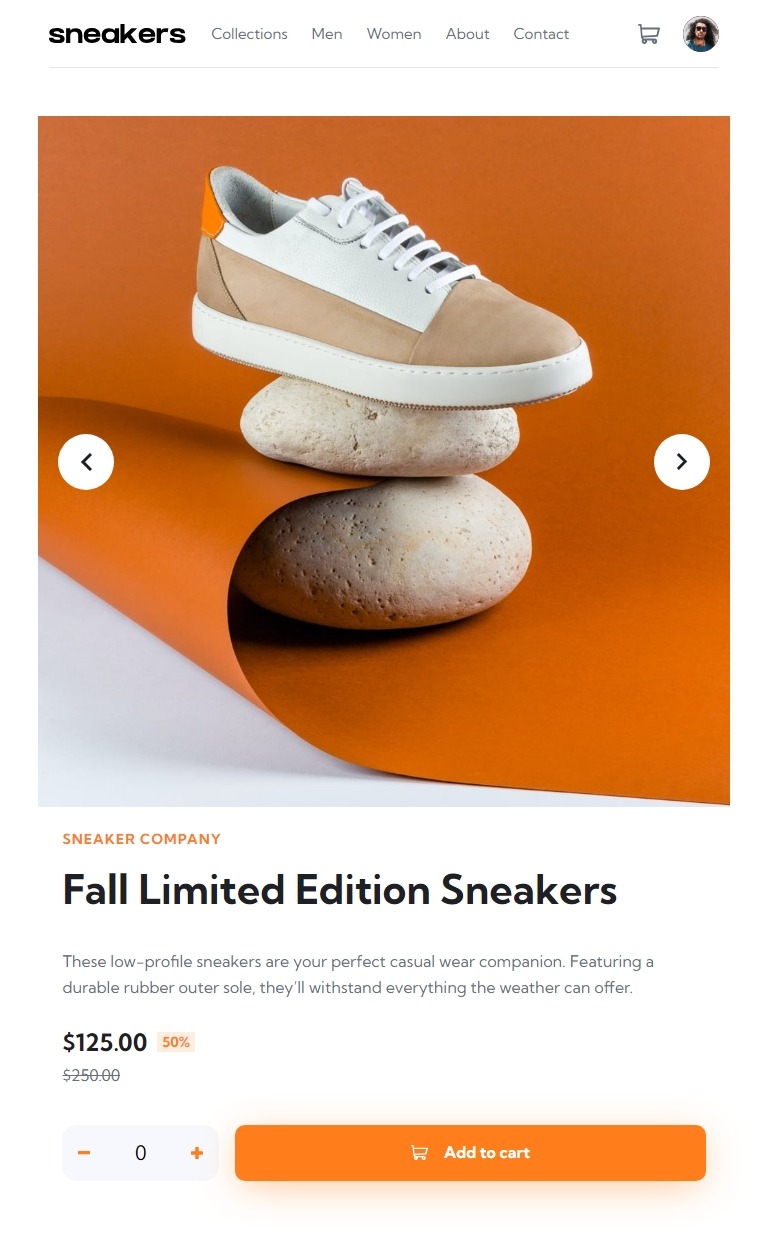 sneakers Collections Men Women About Contact
SNEAKER COMPANY
Fall Limited Edition Sneakers
These low-profile sneakers are your perfect casual wear companion. Featuring a
durable rubber outer sole, they'll withstand everything the weather can offer.
$125.00 50%
$250.00
0 Add to cart